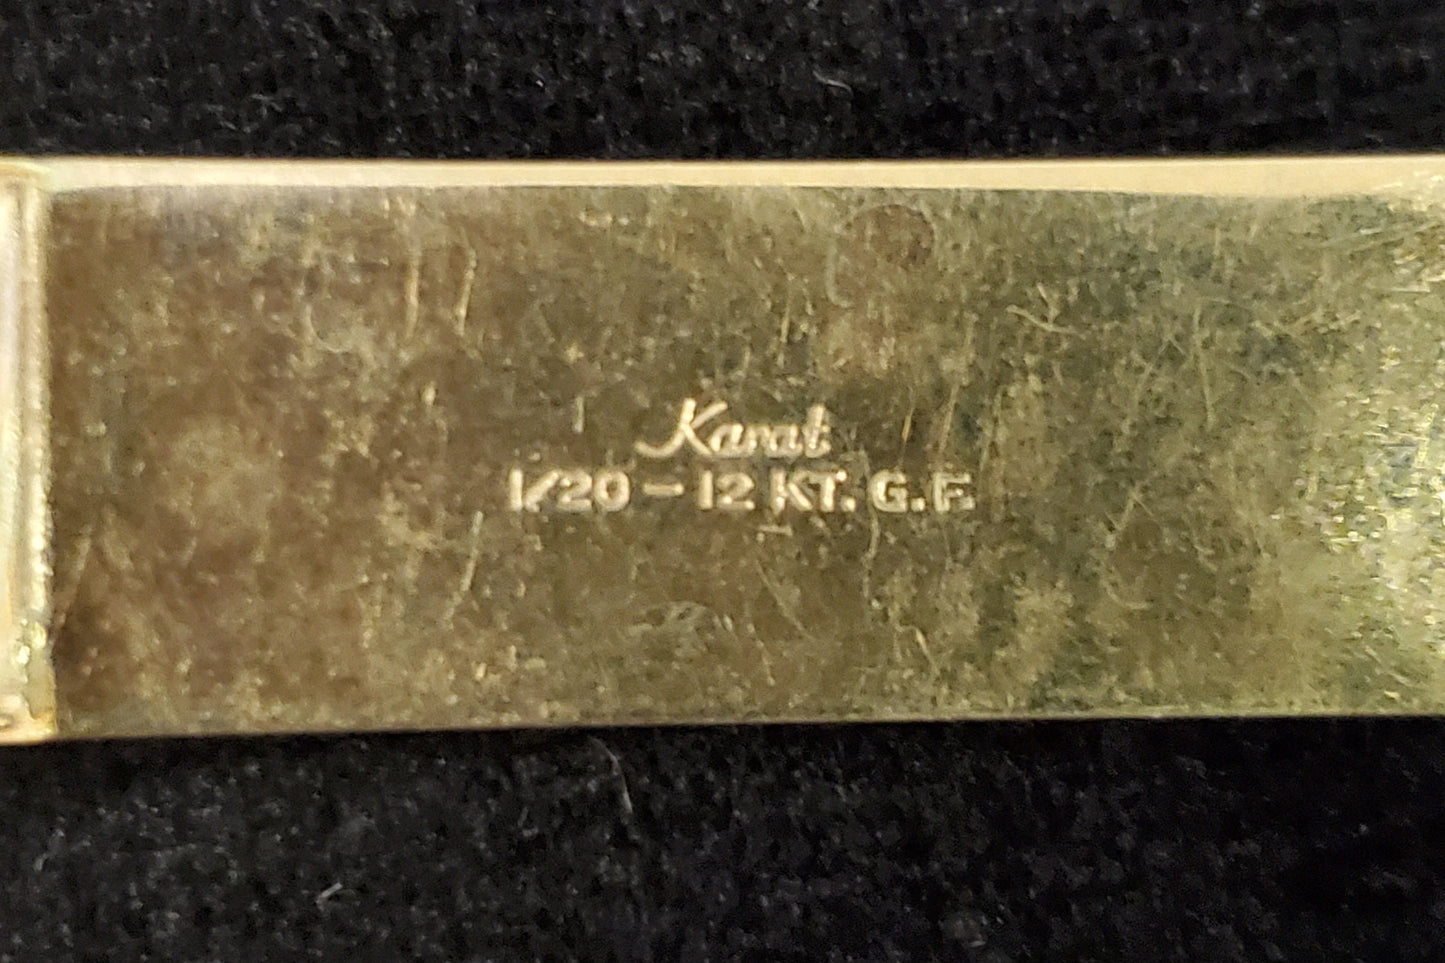 Karat
1/20 - 12 KT. G.F.